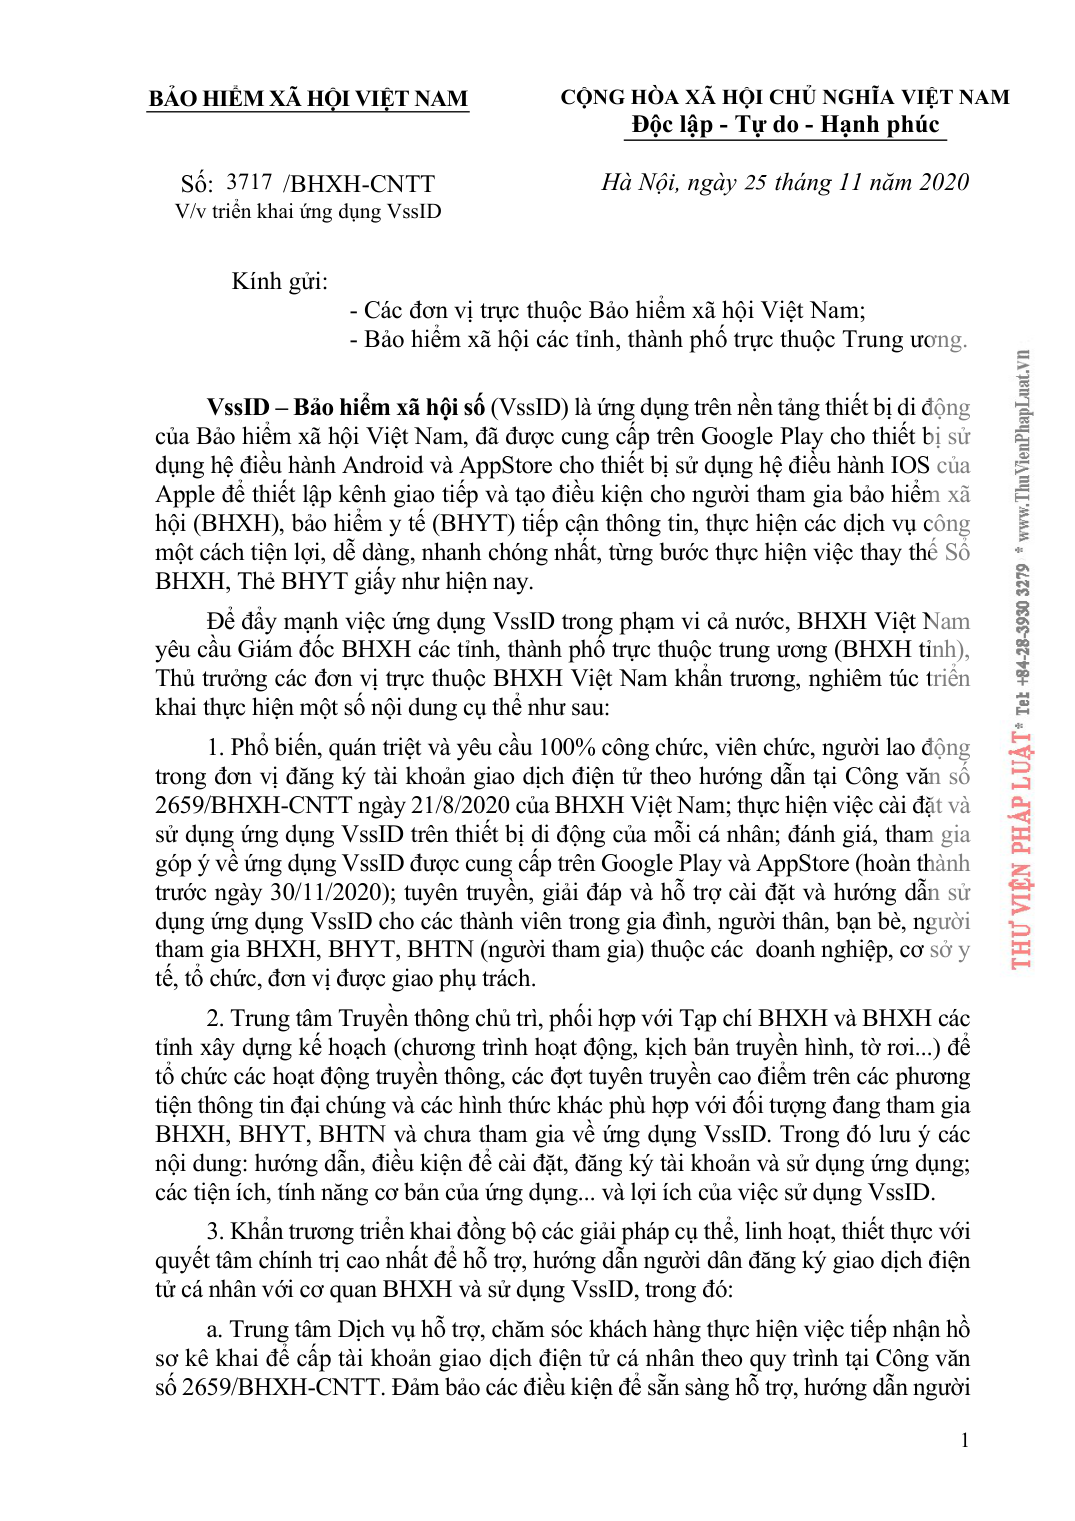 BẢO HIỂM XÃ HỘI VIỆT NAM
CỘNG HÒA XÃ HỘI CHỦ NGHĨA VIỆT NAM
Độc lập - Tự do - Hạnh phúc
Số: 3717 /BHXH-CNTT
V/v triển khai ứng dụng VssID
Hà Nội, ngày 25 tháng 11 năm 2020
Kính gửi:
- Các đơn vị trực thuộc Bảo hiểm xã hội Việt Nam;
- Bảo hiểm xã hội các tỉnh, thành phố trực thuộc Trung ương.
VssID – Bảo hiểm xã hội số (VssID) là ứng dụng trên nền tảng thiết bị di động
của Bảo hiểm xã hội Việt Nam, đã được cung cấp trên Google Play cho thiết bị sử
dụng hệ điều hành Android và AppStore cho thiết bị sử dụng hệ điều hành IOS của
Apple để thiết lập kênh giao tiếp và tạo điều kiện cho người tham gia bảo hiểm xã
hội (BHXH), bảo hiểm y tế (BHYT) tiếp cận thông tin, thực hiện các dịch vụ công
một cách tiện lợi, dễ dàng, nhanh chóng nhất, từng bước thực hiện việc thay thế Sổ
BHXH, Thẻ BHYT giấy như hiện nay.
Để đẩy mạnh việc ứng dụng VssID trong phạm vi cả nước, BHXH Việt Nam
yêu cầu Giám đốc BHXH các tỉnh, thành phố trực thuộc trung ương (BHXH tỉnh),
Thủ trưởng các đơn vị trực thuộc BHXH Việt Nam khẩn trương, nghiêm túc triển
khai thực hiện một số nội dung cụ thể như sau:
1. Phổ biến, quán triệt và yêu cầu 100% công chức, viên chức, người lao động
trong đơn vị đăng ký tài khoản giao dịch điện tử theo hướng dẫn tại Công văn số
2659/BHXH-CNTT ngày 21/8/2020 của BHXH Việt Nam; thực hiện việc cài đặt và
sử dụng ứng dụng VssID trên thiết bị di động của mỗi cá nhân; đánh giá, tham gia
góp ý về ứng dụng VssID được cung cấp trên Google Play và AppStore (hoàn thành
trước ngày 30/11/2020); tuyên truyền, giải đáp và hỗ trợ cài đặt và hướng dẫn sử
dụng ứng dụng VssID cho các thành viên trong gia đình, người thân, bạn bè, người
tham gia BHXH, BHYT, BHTN (người tham gia) thuộc các  doanh nghiệp, cơ sở y
tế, tổ chức, đơn vị được giao phụ trách.
2. Trung tâm Truyền thông chủ trì, phối hợp với Tạp chí BHXH và BHXH các
tỉnh xây dựng kế hoạch (chương trình hoạt động, kịch bản truyền hình, tờ rơi...) để
tổ chức các hoạt động truyền thông, các đợt tuyên truyền cao điểm trên các phương
tiện thông tin đại chúng và các hình thức khác phù hợp với đối tượng đang tham gia
BHXH, BHYT, BHTN và chưa tham gia về ứng dụng VssID. Trong đó lưu ý các
nội dung: hướng dẫn, điều kiện để cài đặt, đăng ký tài khoản và sử dụng ứng dụng;
các tiện ích, tính năng cơ bản của ứng dụng... và lợi ích của việc sử dụng VssID.
3. Khẩn trương triển khai đồng bộ các giải pháp cụ thể, linh hoạt, thiết thực với
quyết tâm chính trị cao nhất để hỗ trợ, hướng dẫn người dân đăng ký giao dịch điện
tử cá nhân với cơ quan BHXH và sử dụng VssID, trong đó:
a. Trung tâm Dịch vụ hỗ trợ, chăm sóc khách hàng thực hiện việc tiếp nhận hồ
sơ kê khai để cấp tài khoản giao dịch điện tử cá nhân theo quy trình tại Công văn
số 2659/BHXH-CNTT. Đảm bảo các điều kiện để sẵn sàng hỗ trợ, hướng dẫn người
1
THƯ VIỆN PHÁP LUẬT* Tel: +84-28-3930 3279 * www.ThuVienPhapLuat.vn